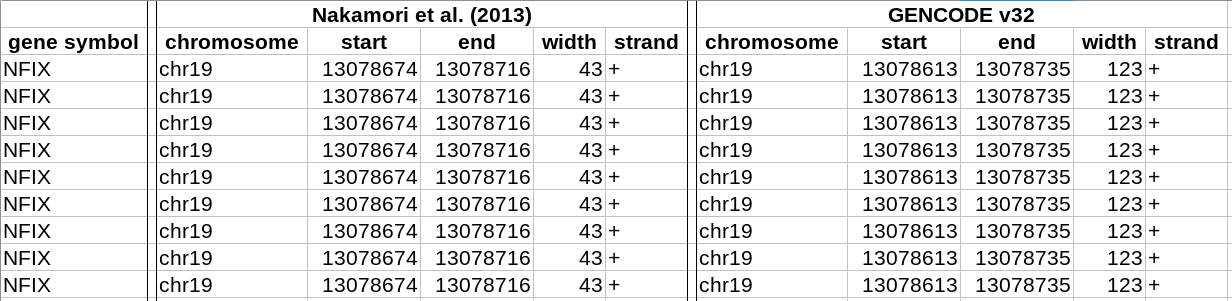 Nakamori et al. (2013) GENCODE v32
gene symbol chromosome start end width strand chromosome start end width strand
NFIX chr19 13078674 13078716 43 + chr19 13078613 13078735 123 +
NFIX chr19 13078674 13078716 43 + chr19 13078613 13078735 123 +
NFIX chr19 13078674 13078716 43 + chr19 13078613 13078735 123 +
NFIX chr19 13078674 13078716 43 + chr19 13078613 13078735 123 +
NFIX chr19 13078674 13078716 43 + chr19 13078613 13078735 123 +
NFIX chr19 13078674 13078716 43 + chr19 13078613 13078735 123 +
NFIX chr19 13078674 13078716 43 + chr19 13078613 13078735 123 +
NFIX chr19 13078674 13078716 43 + chr19 13078613 13078735 123 +
NFIX chr19 13078674 13078716 43 + chr19 13078613 13078735 123 +